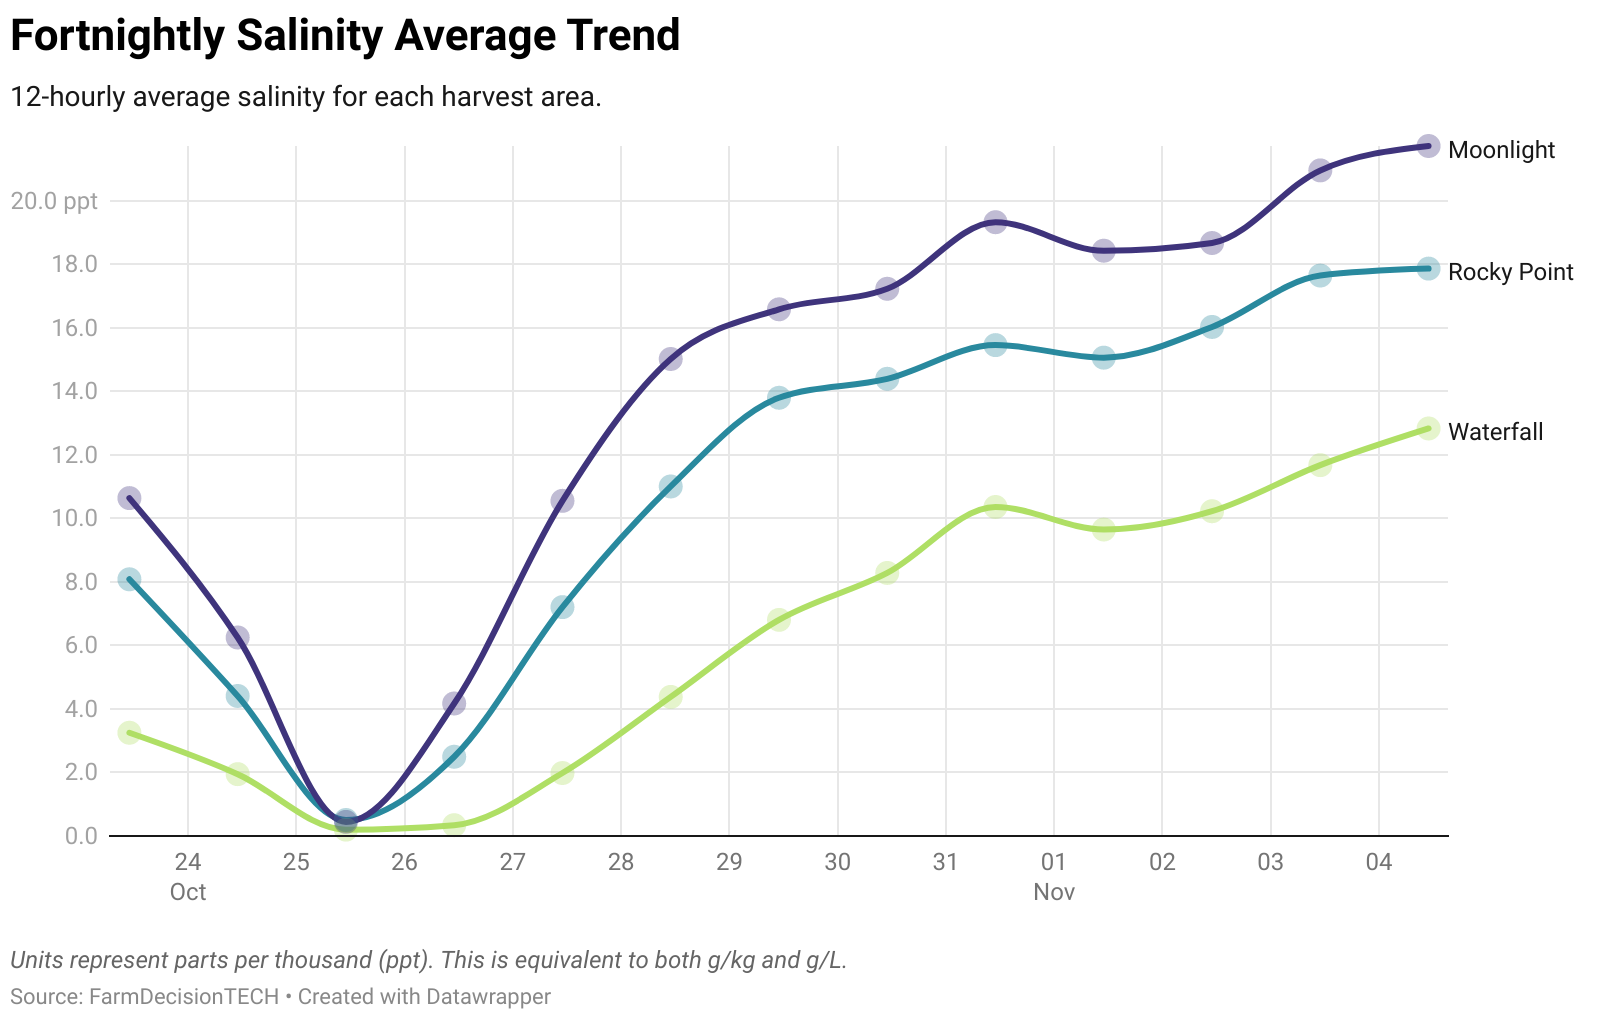 Fortnightly Salinity Average Trend
12-hourly average salinity for each harvest area.
Moonlight
20.0 ppt
18.0
Rocky Point
16.0
14.0
12.0
Waterfall
10.0
8.0
6.0
4.0
2.0
0.0
24 25 26 27 28 29 30 31 01 02 03 04
Oct Nov
Units represent parts per thousand (ppt). This is equivalent to both g/kg and g/L.
Source: FarmDecisionTECH • Created with Datawrapper